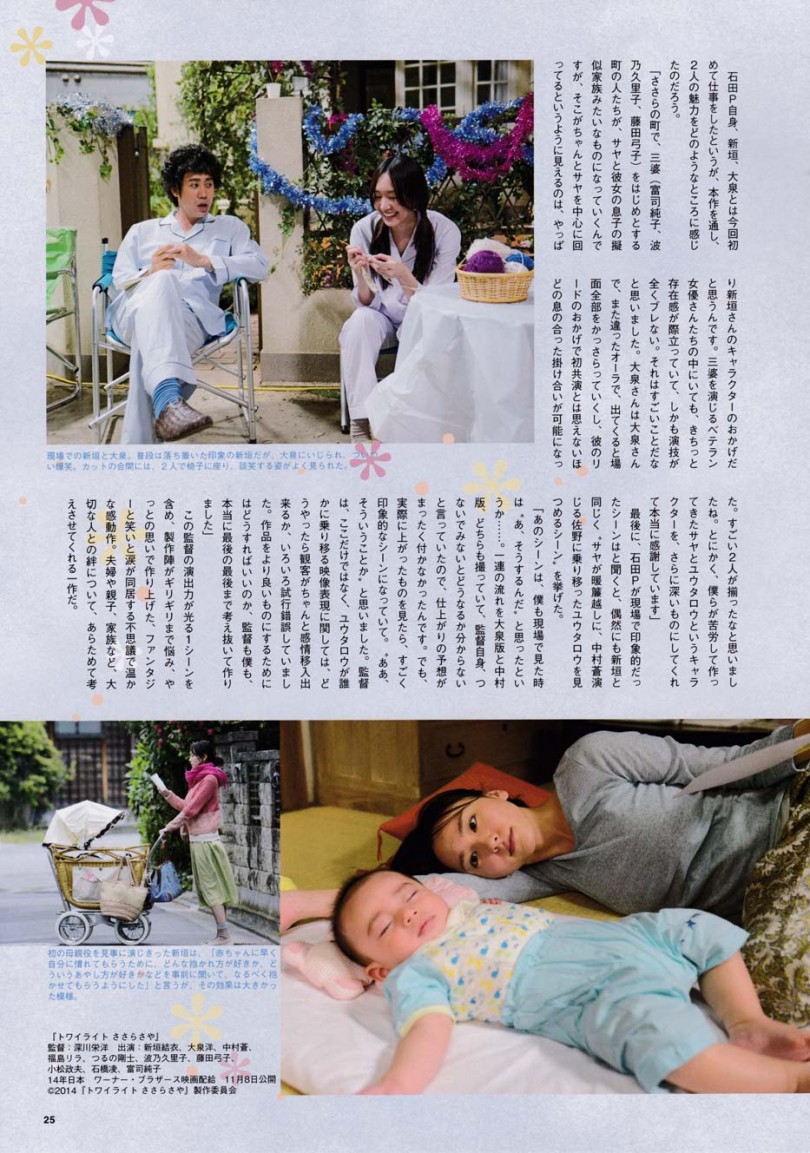 石田P自身、新垣、大泉とは今回初
めて仕事をしたというが、本作を通し、
2人の魅力をどのようなところに感じ
たのだろう。
「ささらの町で、三婆(富司純子、波
乃久里子、藤田弓子)をはじめとする
町の人たちが、サヤと彼女の息子の擬
似家族みたいなものになっていくんで
すが、そこがちゃんとサヤを中心に回
ってるというように見えるのは、やっぱ
り新垣さんのキャラクターのおかげだ
と思うんです。三婆を演じるベテラン
女優さんたちの中にいても、きちっと
存在感が際立っていて、しかも演技が
全くブレない。それはすごいことだな
と思いました。大泉さんは大泉さん
で、また違ったオーラで、出てくると場
面全部をかっさらっていくし、彼のリ
ードのおかげで初共演とは思えないほ
どの息の合った掛け合いが可能になっ
た。すごい2人が揃ったなと思いまし
たね。とにかく、僕らが苦労して作っ
てきたサヤとユウタロウというキャラ
クターを、さらに深いものにしてくれ
て本当に感謝しています」
最後に、石田Pが現場で印象的だっ
たシーンはと聞くと、偶然にも新垣と
同じく〝サヤが暖簾越しに、中村蒼演
じる佐野に乗り移ったユウタロウを見
つめるシーン〟を挙げた。
「あのシーンは、僕も現場で見た時
は〝あ、そうするんだ〟と思ったとい
うか……。一連の流れを大泉版と中村
版、どちらも撮っていて、監督自身、つ
ないでみないとどうなるか分からない
と言っていたので、仕上がりの予想が
まったく付かなかったんです。でも、
実際に上がったものを見たら、すごく
印象的なシーンになっていて。〝ああ、
そういうことか〟と思いました。監督
は、ここだけではなく、ユウタロウが誰
かに乗り移る映像表現に関しては、ど
うやったら観客がちゃんと感情移入出
来るか、いろいろ試行錯誤していまし
た。作品をより良いものにするために
はどうすればいいのか、監督も僕も、
本当に最後の最後まで考え抜いて作り
ました」
この監督の演出力が光る1シーンを
含め、製作陣がギリギリまで悩み、や
っとの思いで作り上げた、ファンタジ
ーと笑いと涙が同居する不思議で温か
な感動作。夫婦や親子、家族など、大
切な人との絆について、あらためて考
えさせてくれる一作だ。
現場での新垣と大泉。普段は落ち着いた印象の新垣だが、大泉にいじられ、つい
い爆笑。カットの合間には、2人で椅子に座り、談笑する姿がよく見られた。
初の母親役を見事に演じきった新垣は、「赤ちゃんに早く
自分に慣れてもらうために、どんな抱かれ方が好きか、ど
ういうあやし方が好きかなどを事前に聞いて、なるべく抱
かせてもらうようにした」と言うが、その効果は大きかっ
た模様。
『トワイライト ささらさや』
監督:深川栄洋 出演:新垣結衣、大泉洋、中村蒼、
福島リラ、つるの剛士、波乃久里子、藤田弓子、
小松政夫、石橋凌、富司純子
14年日本 ワーナー・ブラザース映画配給 11月8日公開
©2014『トワイライト ささらさや』製作委員会
25